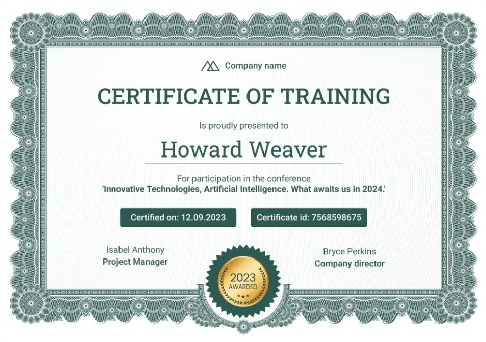 Company name
CERTIFICATE OF TRAINING
Is proudly presented to
Howard Weaver
For participation in the conference
'Innovative Technologies, Artificial Intelligence. What awaits us in 2024.'
Certified on: 12.09.2023
Certificate id: 7568598675
Isabel Anthony
Project Manager
Bryce Perkins
Company director
2023
AWARDED